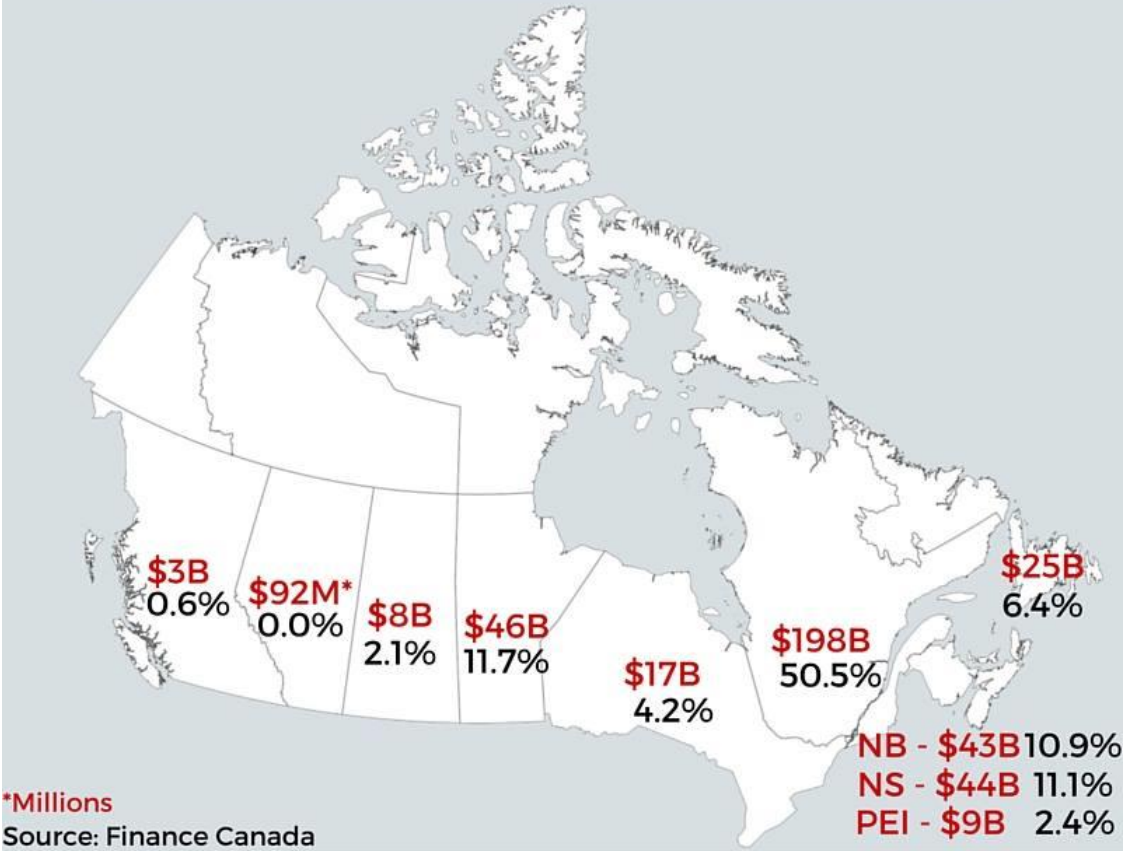 $3B
0.6%
$92M*
0.0%
$8B
2.1%
$46B
11.7%
$17B
4.2%
$198B
50.5%
$25B
6.4%
NB - $43B 10.9%
NS - $44B 11.1%
PEI - $9B 2.4%
*Millions
Source: Finance Canada